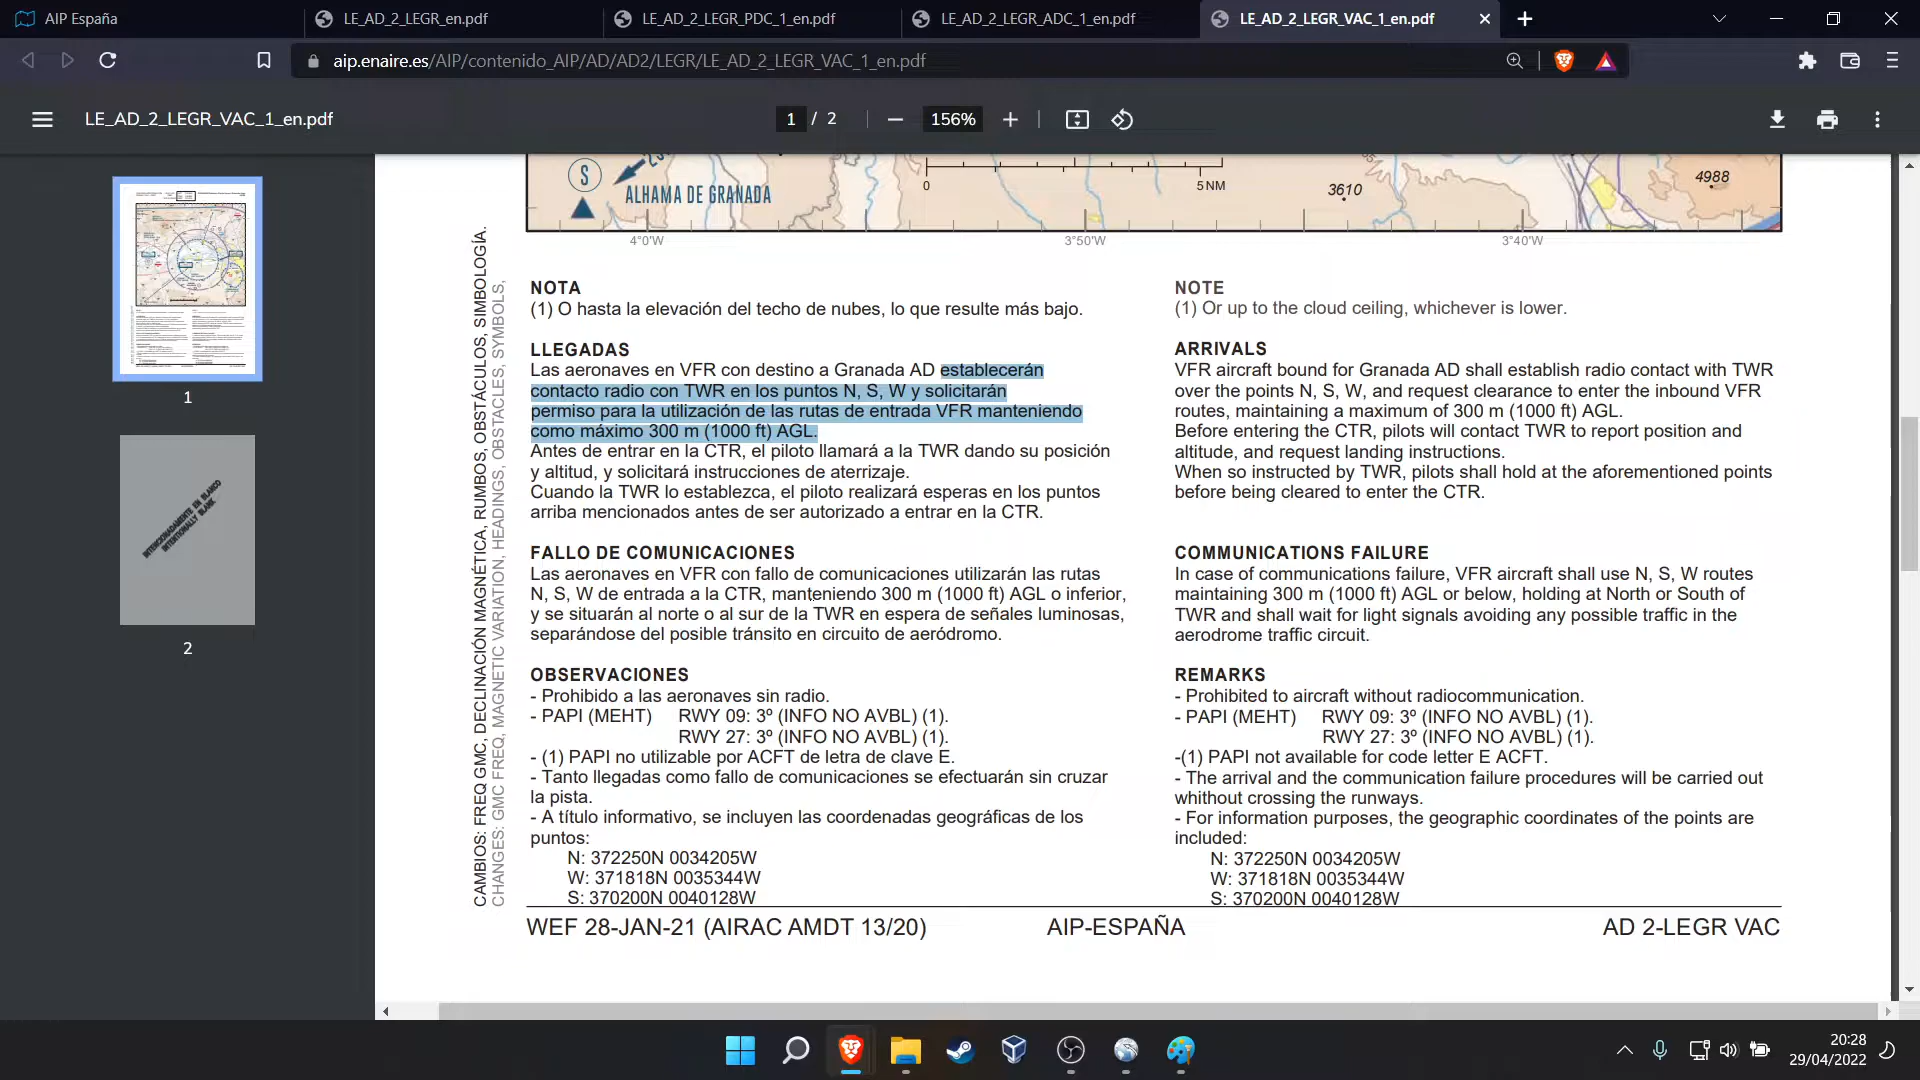 AIP España
LE_AD_2_LEGR_en.pdf
LE_AD_2_LEGR_PDC_1_en.pdf
LE_AD_2_LEGR_ADC_1_en.pdf
LE_AD_2_LEGR_VAC_1_en.pdf
aip.enaire.es/AIP/contenido_AIP/AD/AD2/LEGR/LE_AD_2_LEGR_VAC_1_en.pdf
LE_AD_2_LEGR_VAC_1_en.pdf
1 / 2
156%
1
INTENCIONADAMENTE EN BLANCO
INTENTIONALLY BLANK
2
S
ALHAMA DE GRANADA
0
5 NM
3610
4988
4°0'W
3°50'W
3°40'W
CAMBIOS: FREQ GMC, DECLINACIÓN MAGNÉTICA, RUMBOS, OBSTÁCULOS, SIMBOLOGÍA.
CHANGES: GMC FREQ, MAGNETIC VARIATION, HEADINGS, OBSTACLES, SYMBOLS,
NOTA
(1) O hasta la elevación del techo de nubes, lo que resulte más bajo.
LLEGADAS
Las aeronaves en VFR con destino a Granada AD establecerán
contacto radio con TWR en los puntos N, S, W y solicitarán
permiso para la utilización de las rutas de entrada VFR manteniendo
como máximo 300 m (1000 ft) AGL.
Antes de entrar en la CTR, el piloto llamará a la TWR dando su posición
y altitud, y solicitará instrucciones de aterrizaje.
Cuando la TWR lo establezca, el piloto realizará esperas en los puntos
arriba mencionados antes de ser autorizado a entrar en la CTR.
FALLO DE COMUNICACIONES
Las aeronaves en VFR con fallo de comunicaciones utilizarán las rutas
N, S, W de entrada a la CTR, manteniendo 300 m (1000 ft) AGL o inferior,
y se situarán al norte o al sur de la TWR en espera de señales luminosas,
separándose del posible tránsito en circuito de aeródromo.
OBSERVACIONES
- Prohibido a las aeronaves sin radio.
- PAPI (MEHT) RWY 09: 3º (INFO NO AVBL) (1).
RWY 27: 3º (INFO NO AVBL) (1).
- (1) PAPI no utilizable por ACFT de letra de clave E.
- Tanto llegadas como fallo de comunicaciones se efectuarán sin cruzar
la pista.
- A título informativo, se incluyen las coordenadas geográficas de los
puntos:
N: 372250N 0034205W
W: 371818N 0035344W
S: 370200N 0040128W
NOTE
(1) Or up to the cloud ceiling, whichever is lower.
ARRIVALS
VFR aircraft bound for Granada AD shall establish radio contact with TWR
over the points N, S, W, and request clearance to enter the inbound VFR
routes, maintaining a maximum of 300 m (1000 ft) AGL.
Before entering the CTR, pilots will contact TWR to report position and
altitude, and request landing instructions.
When so instructed by TWR, pilots shall hold at the aforementioned points
before being cleared to enter the CTR.
COMMUNICATIONS FAILURE
In case of communications failure, VFR aircraft shall use N, S, W routes
maintaining 300 m (1000 ft) AGL or below, holding at North or South of
TWR and shall wait for light signals avoiding any possible traffic in the
aerodrome traffic circuit.
REMARKS
- Prohibited to aircraft without radiocommunication.
- PAPI (MEHT) RWY 09: 3º (INFO NO AVBL) (1).
RWY 27: 3º (INFO NO AVBL) (1).
-(1) PAPI not available for code letter E ACFT.
- The arrival and the communication failure procedures will be carried out
whithout crossing the runways.
- For information purposes, the geographic coordinates of the points are
included:
N: 372250N 0034205W
W: 371818N 0035344W
S: 370200N 0040128W
WEF 28-JAN-21 (AIRAC AMDT 13/20)
AIP-ESPAÑA
AD 2-LEGR VAC
20:28
29/04/2022